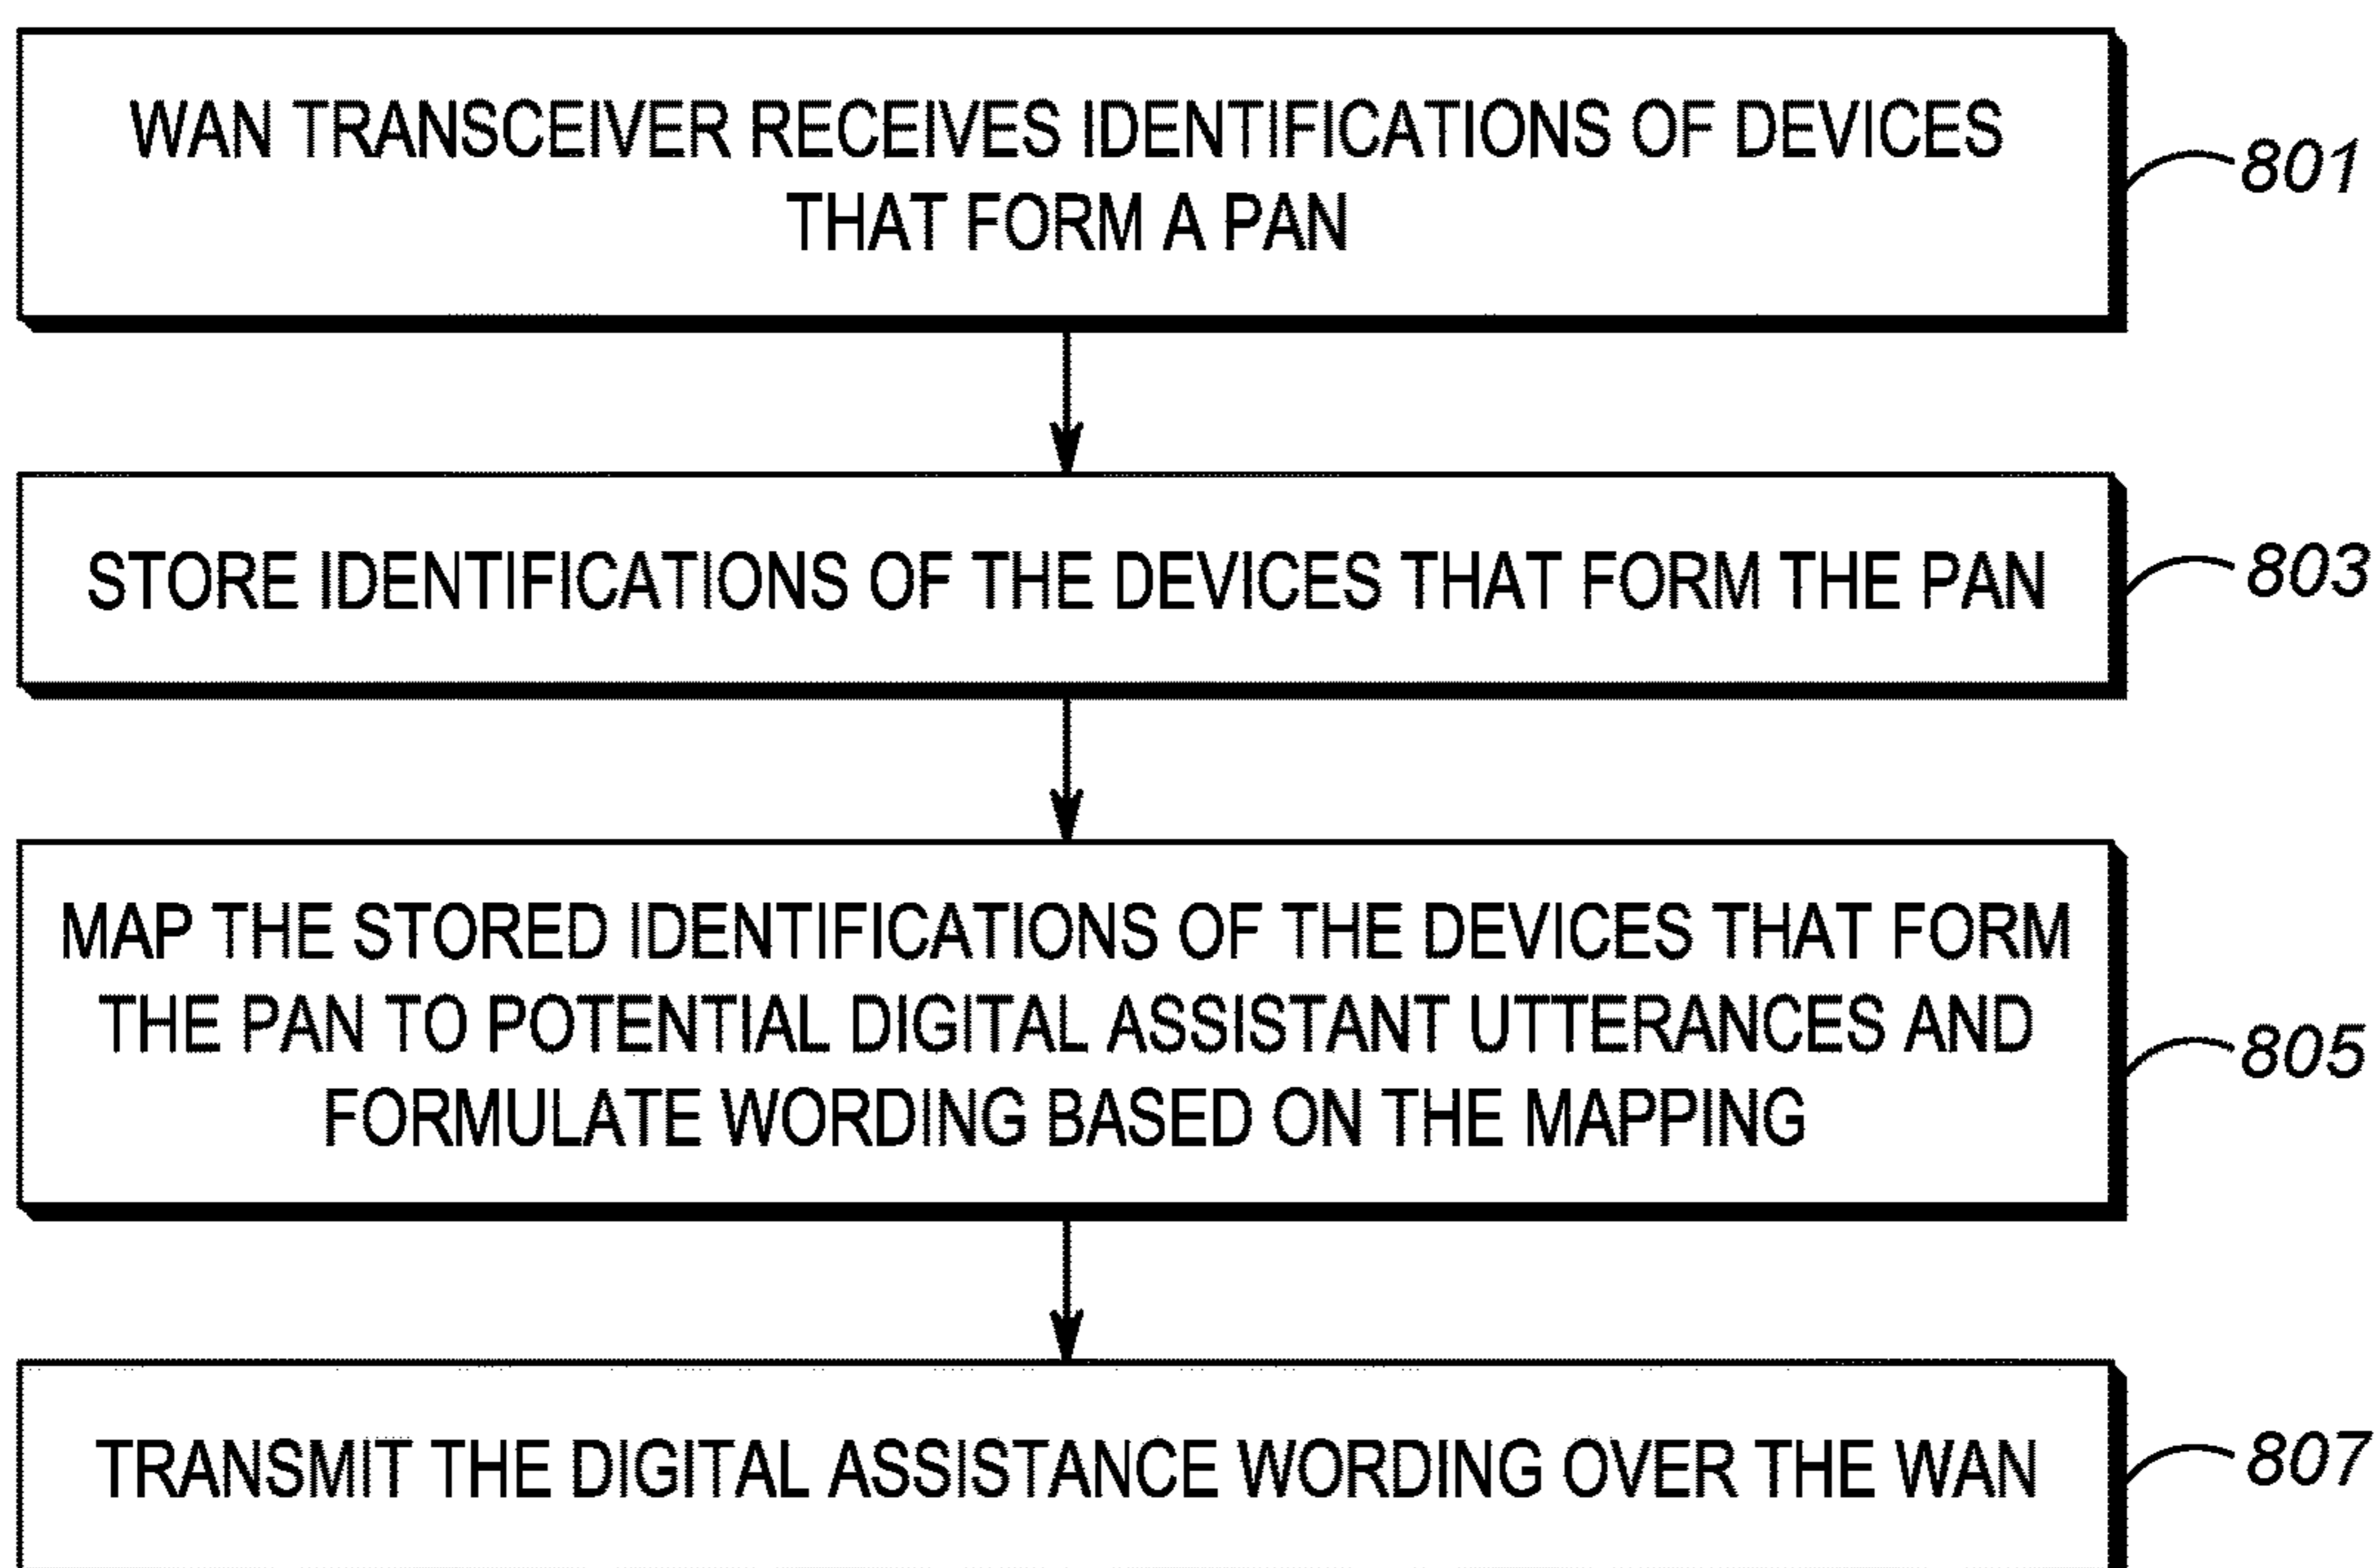 WAN TRANSCEIVER RECEIVES IDENTIFICATIONS OF DEVICES
THAT FORM A PAN
801
STORE IDENTIFICATIONS OF THE DEVICES THAT FORM THE PAN
803
MAP THE STORED IDENTIFICATIONS OF THE DEVICES THAT FORM
THE PAN TO POTENTIAL DIGITAL ASSISTANT UTTERANCES AND
FORMULATE WORDING BASED ON THE MAPPING
805
TRANSMIT THE DIGITAL ASSISTANCE WORDING OVER THE WAN
807